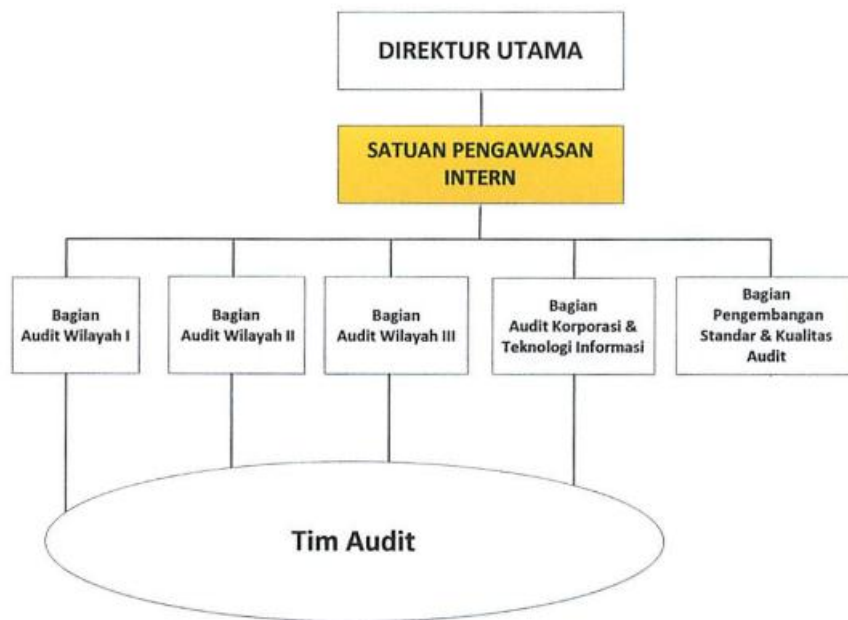 DIREKTUR UTAMA
SATUAN PENGAWASAN
INTERN
Bagian
Audit Wilayah I
Bagian
Audit Wilayah II
Bagian
Audit Wilayah III
Bagian
Audit Korporasi &
Teknologi Informasi
Bagian
Pengembangan
Standar & Kualitas
Audit
Tim Audit